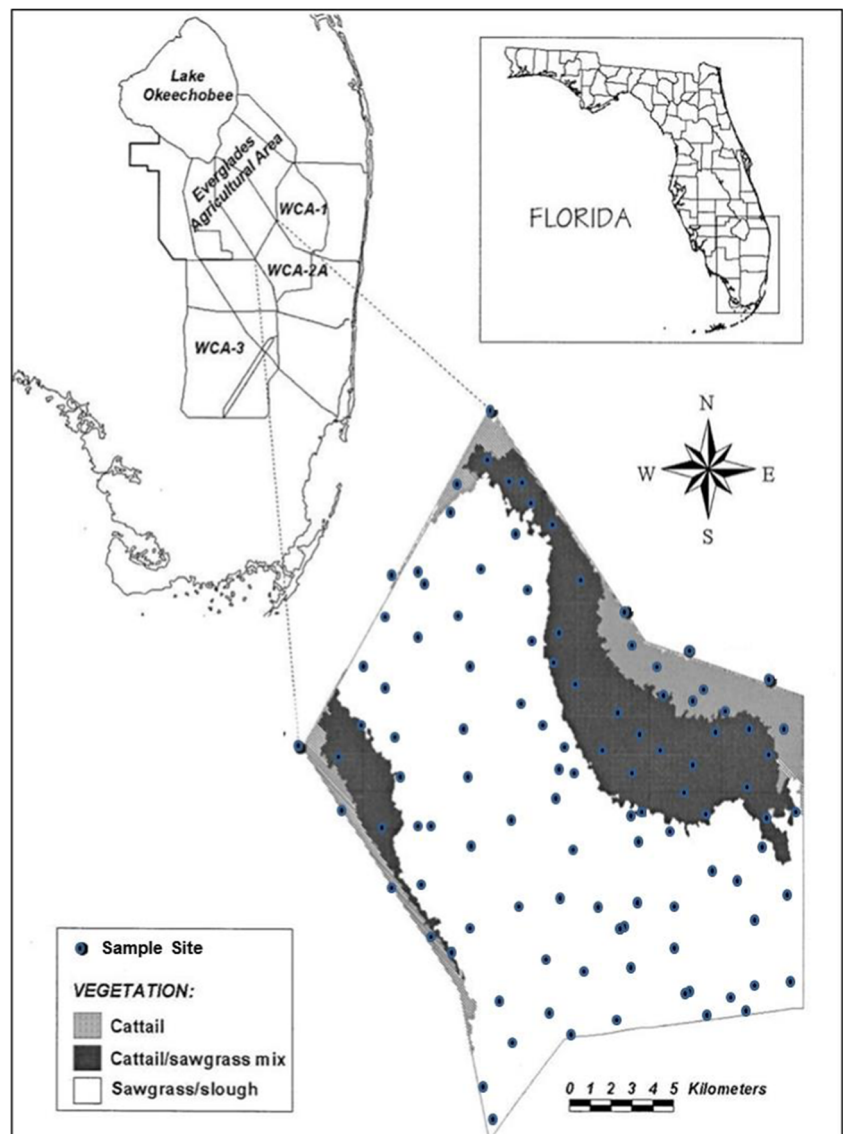 Lake
Okeechobee
Everglades
Agricultural Area
WCA-1
WCA-2A
WCA-3
FLORIDA
N
W E
S
Sample Site
VEGETATION:
Cattail
Cattail/sawgrass mix
Sawgrass/slough
0 1 2 3 4 5 Kilometers